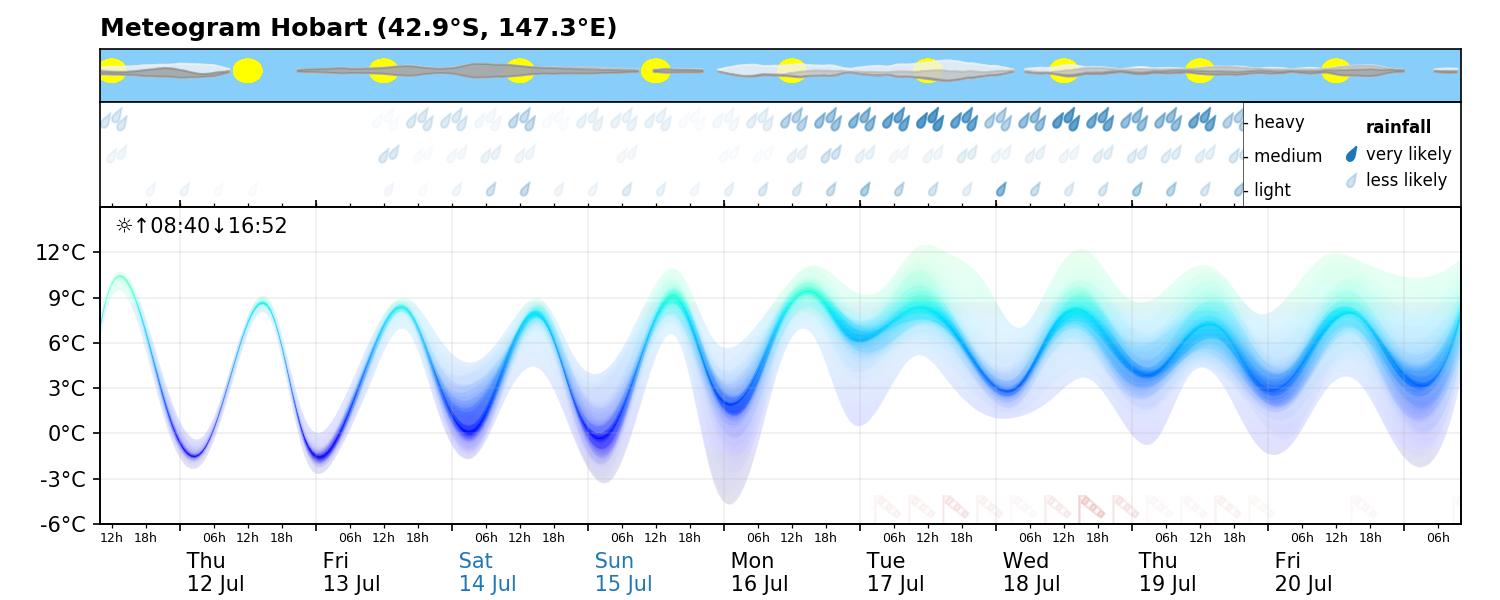 Meteogram Hobart (42.9°S, 147.3°E)
heavy
rainfall
medium
very likely
less likely
light
☼↑08:40↓16:52
12°C
9°C
6°C
3°C
0°C
-3°C
-6°C
12h 18h 06h 12h 18h 06h 12h 18h 06h 12h 18h 06h 12h 18h 06h 12h 18h 06h 12h 18h 06h 12h 18h 06h 12h 18h 06h 12h 18h 06h
Thu Fri Sat Sun Mon Tue Wed Thu Fri
12 Jul 13 Jul 14 Jul 15 Jul 16 Jul 17 Jul 18 Jul 19 Jul 20 Jul